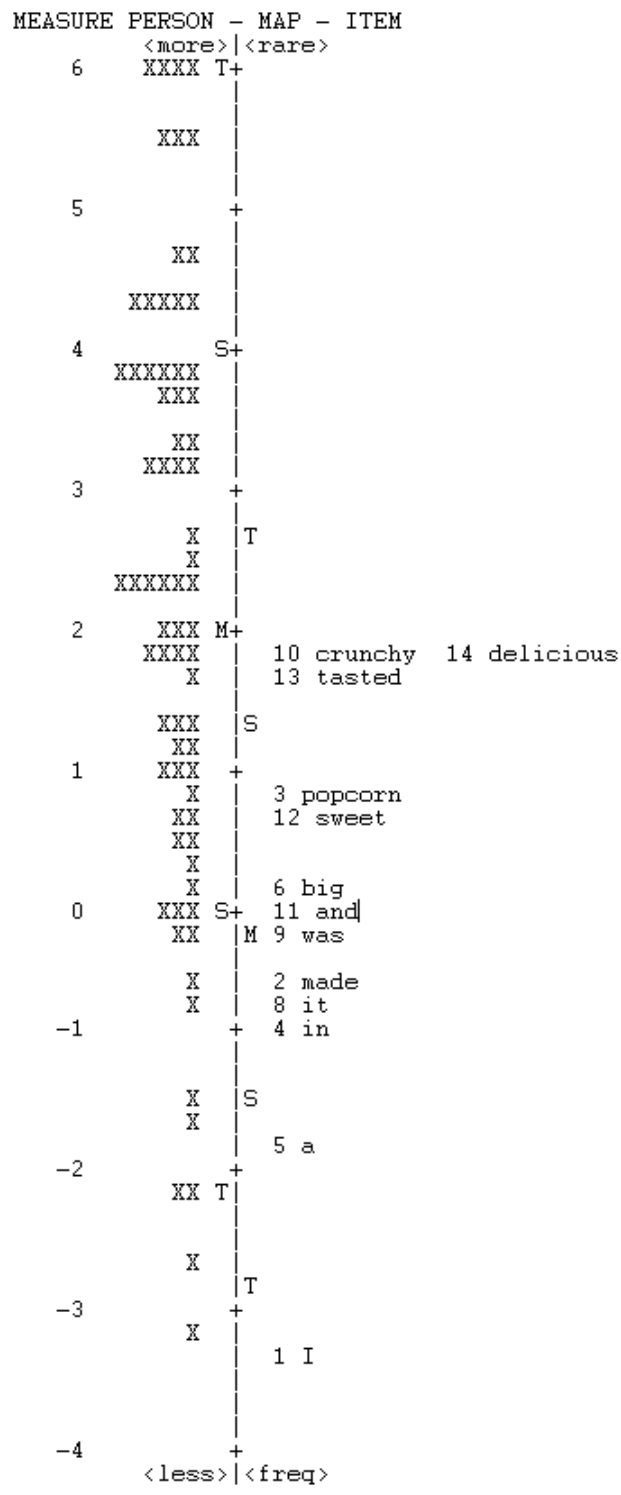 MEASURE PERSON - MAP - ITEM
<more>|<rare>
6 XXXX T+
|
|
XXX |
|
|
5 +
|
XX |
|
XXXXX |
|
4 S+
XXXXXX |
XXX |
|
XX |
XXXX |
3 +
|
X |T
X |
XXXXXX |
|
2 XXX M+
XXXX | 10 crunchy 14 delicious
X | 13 tasted
|
XXX |S
XX |
1 XXX +
X | 3 popcorn
XX | 12 sweet
XX |
X |
X | 6 big
0 XXX S+ 11 and
XX |M 9 was
|
X | 2 made
X | 8 it
-1 + 4 in
|
|
X |S
X |
| 5 a
-2 +
XX T|
|
|
X |
|T
-3 +
X |
| 1 I
|
|
|
-4 +
<less>|<freq>